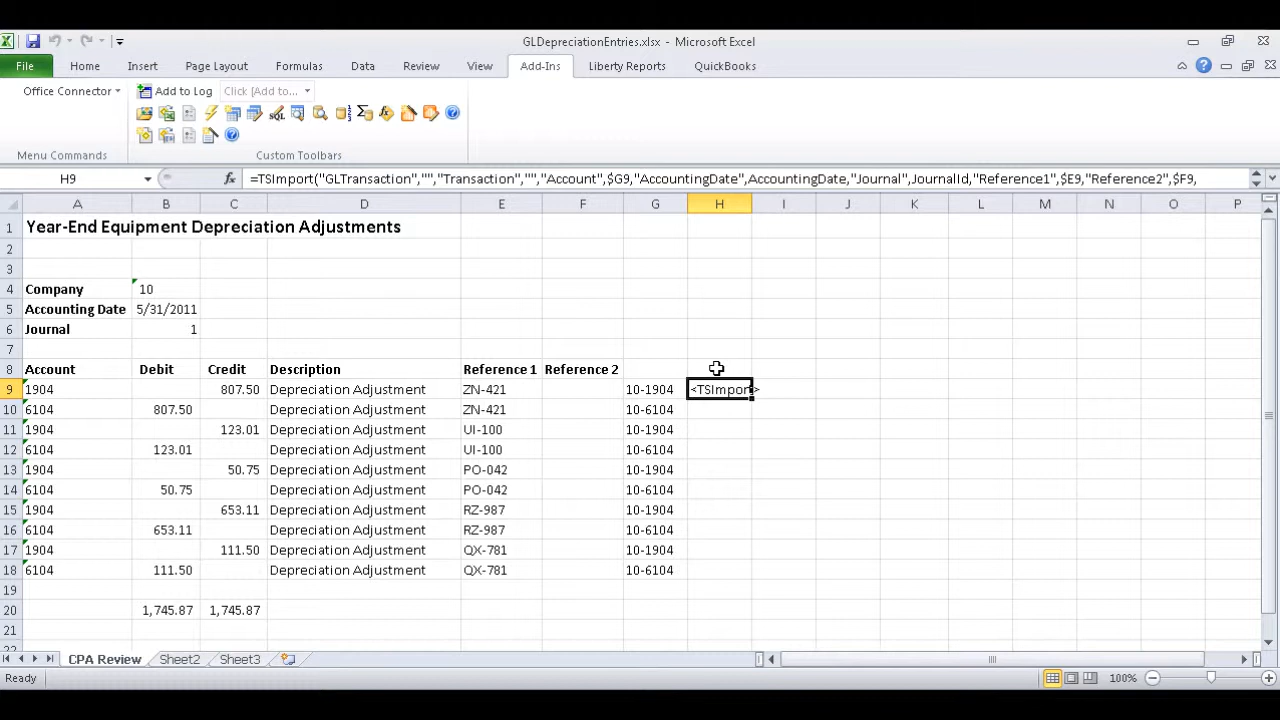 GLDepreciationEntries.xlsx - Microsoft Excel
File Home Insert Page Layout Formulas Data Review View Add-Ins Liberty Reports QuickBooks
Office Connector Add to Log Click [Add to...
Menu Commands Custom Toolbars
H9 fx =TSImport("GLTransaction","","Transaction","","Account",$G9,"AccountingDate",AccountingDate,"Journal",JournalId,"Reference1",$E9,"Reference2",$F9,
A B C D E F G H I J K L M N O P
1 Year-End Equipment Depreciation Adjustments
2
3
4 Company 10
5 Accounting Date 5/31/2011
6 Journal 1
7
8 Account Debit Credit Description Reference 1 Reference 2
9 1904 807.50 Depreciation Adjustment ZN-421 10-1904 <TSImport>
10 6104 807.50 Depreciation Adjustment ZN-421 10-6104
11 1904 123.01 Depreciation Adjustment UI-100 10-1904
12 6104 123.01 Depreciation Adjustment UI-100 10-6104
13 1904 50.75 Depreciation Adjustment PO-042 10-1904
14 6104 50.75 Depreciation Adjustment PO-042 10-6104
15 1904 653.11 Depreciation Adjustment RZ-987 10-1904
16 6104 653.11 Depreciation Adjustment RZ-987 10-6104
17 1904 111.50 Depreciation Adjustment QX-781 10-1904
18 6104 111.50 Depreciation Adjustment QX-781 10-6104
19
20 1,745.87 1,745.87
21
22
CPA Review Sheet2 Sheet3
Ready 100%